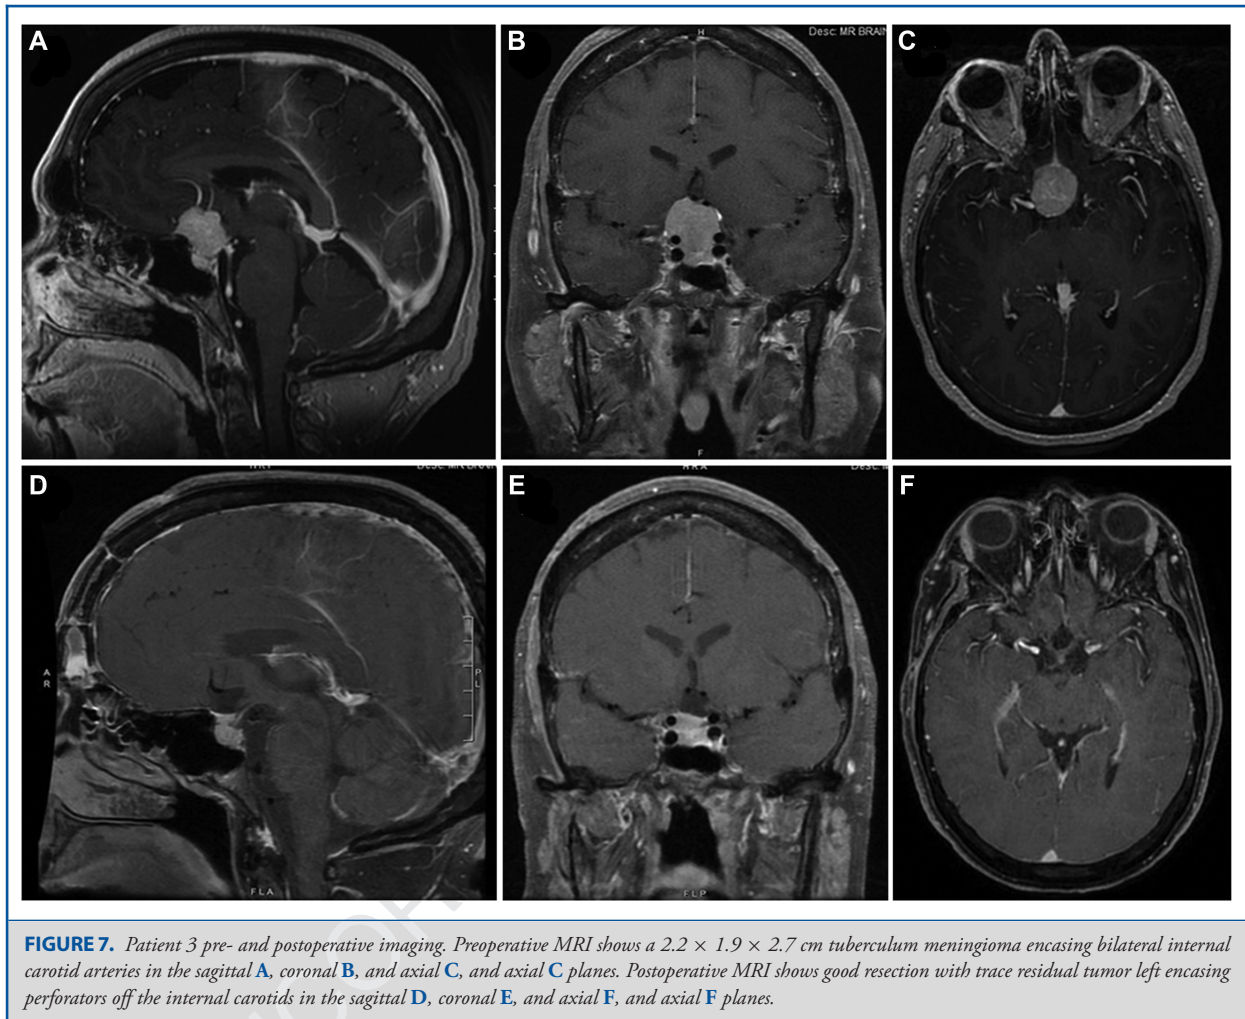 A
B
H
Desc: MR BRAIN
C
F
D
E
HRA
F
A
R
P
L
FLA
FLP
FIGURE 7. Patient 3 pre- and postoperative imaging. Preoperative MRI shows a 2.2 × 1.9 × 2.7 cm tuberculum meningioma encasing bilateral internal
carotid arteries in the sagittal A, coronal B, and axial C, and axial C planes. Postoperative MRI shows good resection with trace residual tumor left encasing
perforators off the internal carotids in the sagittal D, coronal E, and axial F, and axial F planes.